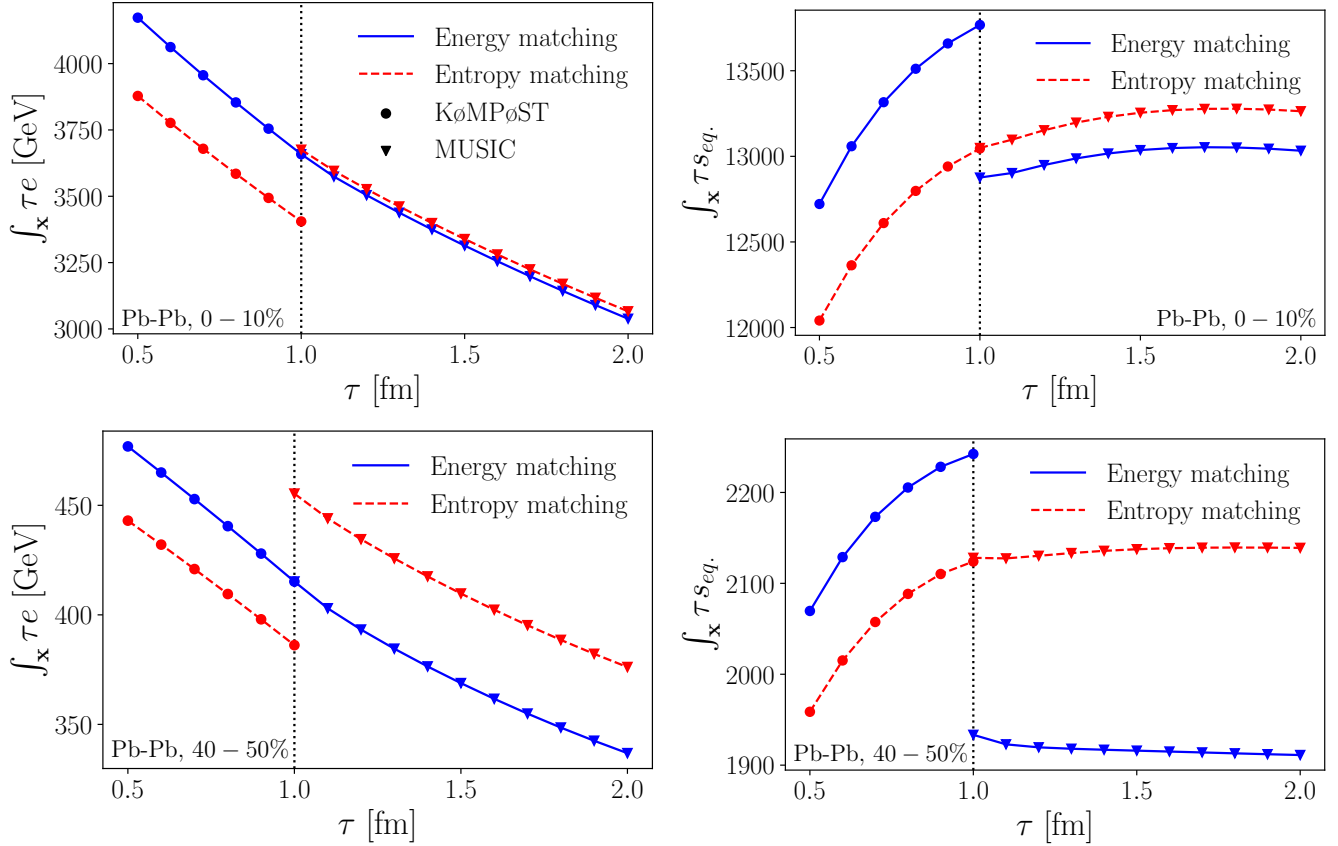 ∫ₓ τe [GeV]
4000
3750
3500
3250
3000
Energy matching
Entropy matching
KøMPøST
MUSIC
Pb-Pb, 0 − 10%
0.5 1.0 1.5 2.0
τ [fm]
∫ₓ τs_{eq.}
13500
13000
12500
12000
Energy matching
Entropy matching
Pb-Pb, 0 − 10%
0.5 1.0 1.5 2.0
τ [fm]
∫ₓ τe [GeV]
450
400
350
Energy matching
Entropy matching
Pb-Pb, 40 − 50%
0.5 1.0 1.5 2.0
τ [fm]
∫ₓ τs_{eq.}
2200
2100
2000
1900
Energy matching
Entropy matching
Pb-Pb, 40 − 50%
0.5 1.0 1.5 2.0
τ [fm]